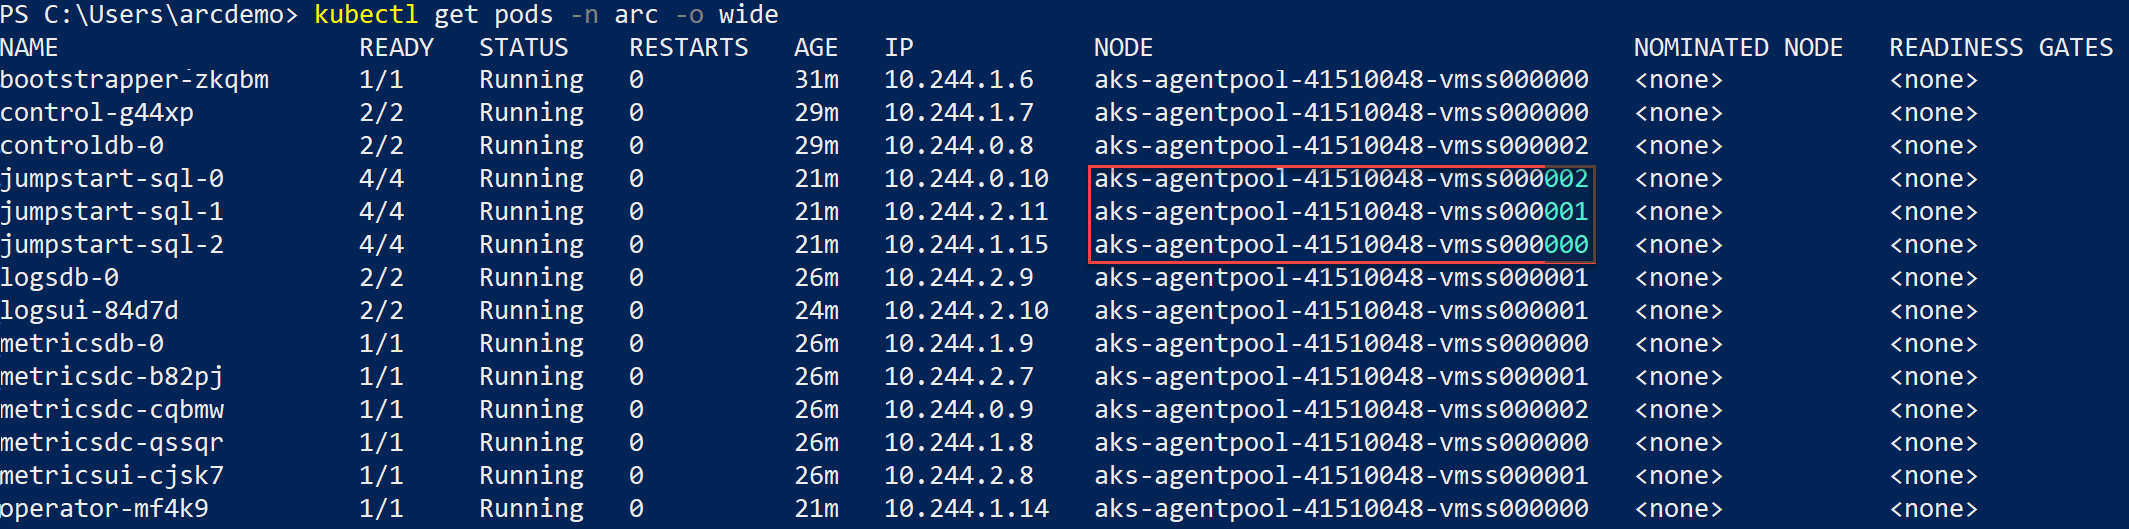 PS C:\Users\arcdemo> kubectl get pods -n arc -o wide
NAME READY STATUS RESTARTS AGE IP NODE NOMINATED NODE READINESS GATES
bootstrapper-zkqbm 1/1 Running 0 31m 10.244.1.6 aks-agentpool-41510048-vmss000000 <none> <none>
control-g44xp 2/2 Running 0 29m 10.244.1.7 aks-agentpool-41510048-vmss000000 <none> <none>
controldb-0 2/2 Running 0 29m 10.244.0.8 aks-agentpool-41510048-vmss000002 <none> <none>
jumpstart-sql-0 4/4 Running 0 21m 10.244.0.10 aks-agentpool-41510048-vmss000002 <none> <none>
jumpstart-sql-1 4/4 Running 0 21m 10.244.2.11 aks-agentpool-41510048-vmss000001 <none> <none>
jumpstart-sql-2 4/4 Running 0 21m 10.244.1.15 aks-agentpool-41510048-vmss000000 <none> <none>
logsdb-0 2/2 Running 0 26m 10.244.2.9 aks-agentpool-41510048-vmss000001 <none> <none>
logsui-84d7d 2/2 Running 0 24m 10.244.2.10 aks-agentpool-41510048-vmss000001 <none> <none>
metricsdb-0 1/1 Running 0 26m 10.244.1.9 aks-agentpool-41510048-vmss000000 <none> <none>
metricsdc-b82pj 1/1 Running 0 26m 10.244.2.7 aks-agentpool-41510048-vmss000001 <none> <none>
metricsdc-cqbmw 1/1 Running 0 26m 10.244.0.9 aks-agentpool-41510048-vmss000002 <none> <none>
metricsdc-qssqr 1/1 Running 0 26m 10.244.1.8 aks-agentpool-41510048-vmss000000 <none> <none>
metricsui-cjsk7 1/1 Running 0 26m 10.244.2.8 aks-agentpool-41510048-vmss000001 <none> <none>
operator-mf4k9 1/1 Running 0 21m 10.244.1.14 aks-agentpool-41510048-vmss000000 <none> <none>